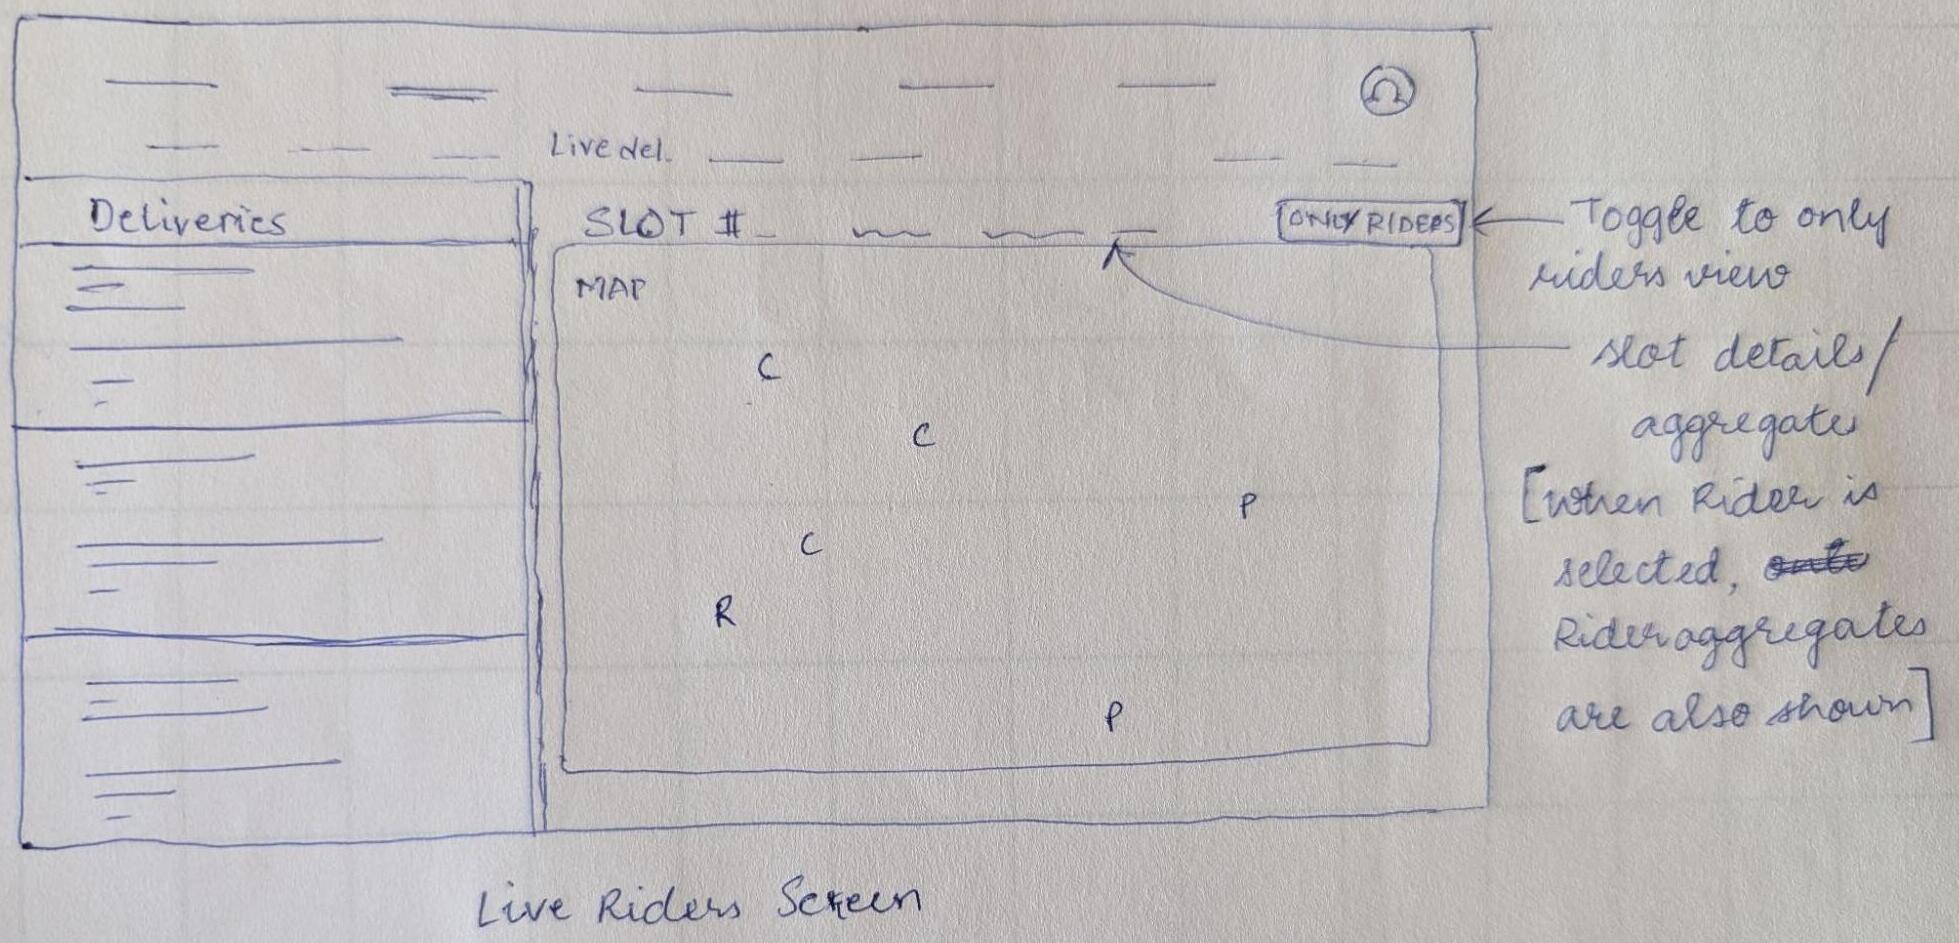 Live del.
Deliveries
SLOT #
ONLY RIDERS
Toggle to only
riders view
MAP
slot details/
aggregates
C
C
[When Rider is
P
C
selected,
R
Rider aggregates
are also shown]
P
Live Riders Screen